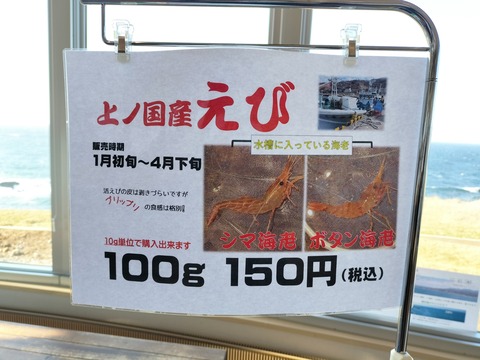 上ノ国産えび
販売時期
1月初旬～4月下旬
水槽に入っている海老
活えびの皮は剥きづらいですが
プリップリの食感は格別!!
シマ海老 ボタン海老
10g単位で購入出来ます
100g 150円(税込)